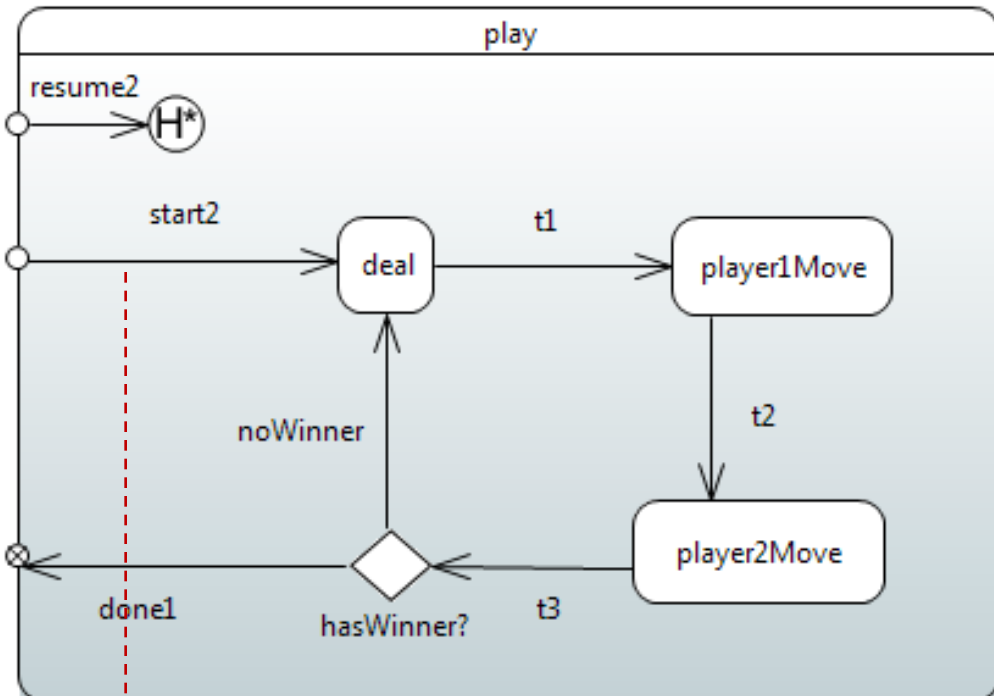 play
resume2
H*
start2
t1
deal
player1Move
noWinner
t2
player2Move
done1
hasWinner?
t3